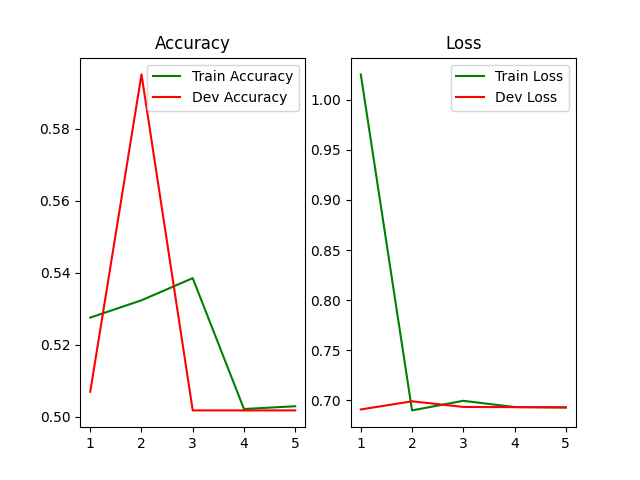 Accuracy
Train Accuracy
Dev Accuracy
0.58
0.56
0.54
0.52
0.50
1 2 3 4 5
Loss
Train Loss
Dev Loss
1.00
0.95
0.90
0.85
0.80
0.75
0.70
1 2 3 4 5